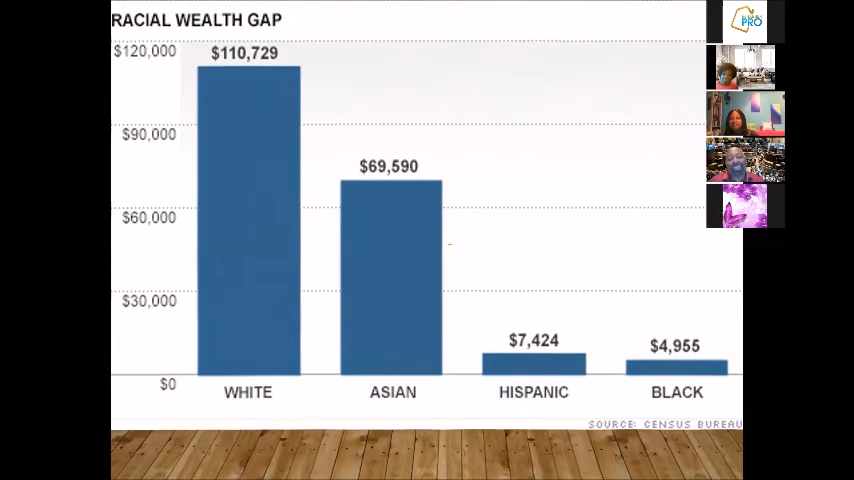 RACIAL WEALTH GAP
$120,000
$110,729
$90,000
$69,590
$60,000
$30,000
$7,424
$4,955
$0
WHITE ASIAN HISPANIC BLACK
SOURCE: CENSUS BUREAU
PRO